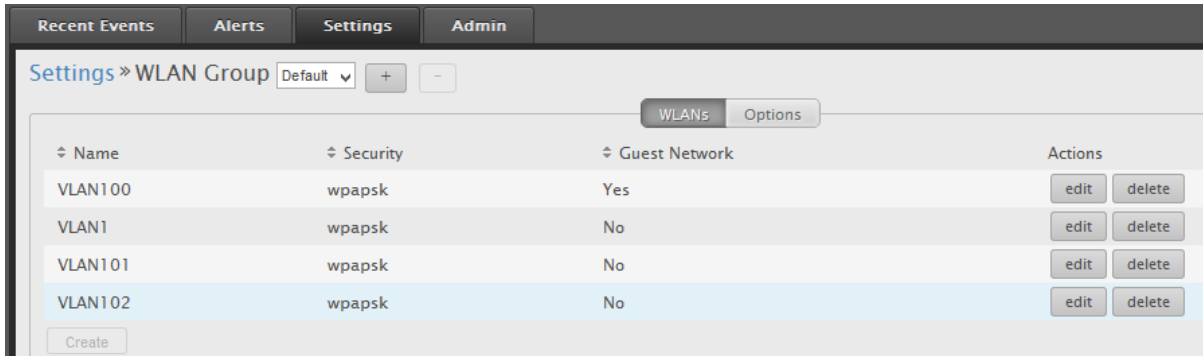 Recent Events Alerts Settings Admin
Settings » WLAN Group Default + -
WLANs Options
Name Security Guest Network Actions
VLAN100 wpapsk Yes edit delete
VLAN1 wpapsk No edit delete
VLAN101 wpapsk No edit delete
VLAN102 wpapsk No edit delete
Create